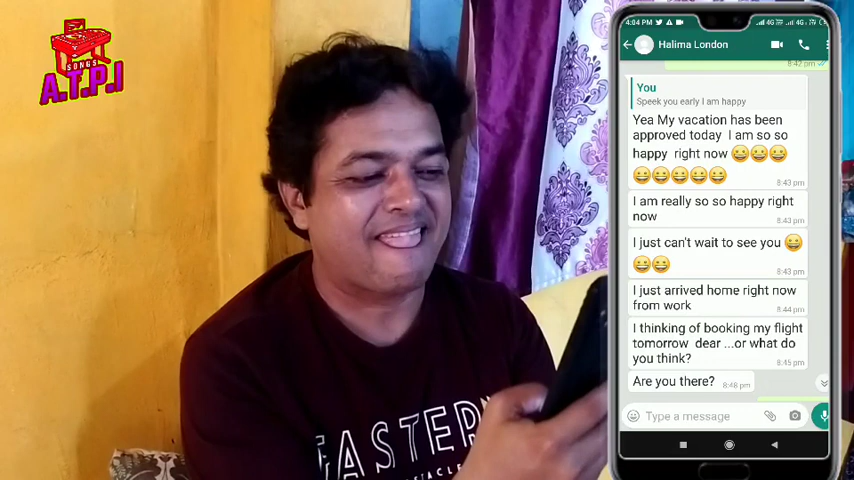 SONGS
A.T.P.I
4:04 PM
Halima London
8:42 pm
You
Speek you early I am happy
Yea My vacation has been
approved today I am so so
happy right now 😀😀😀
😀😀😀😀😀
8:43 pm
I am really so so happy right
now
8:43 pm
I just can't wait to see you 😀
😀😀
8:43 pm
I just arrived home right now
from work
8:44 pm
I thinking of booking my flight
tomorrow dear ...or what do
you think?
8:45 pm
Are you there?
8:48 pm
Type a message
EASTERN